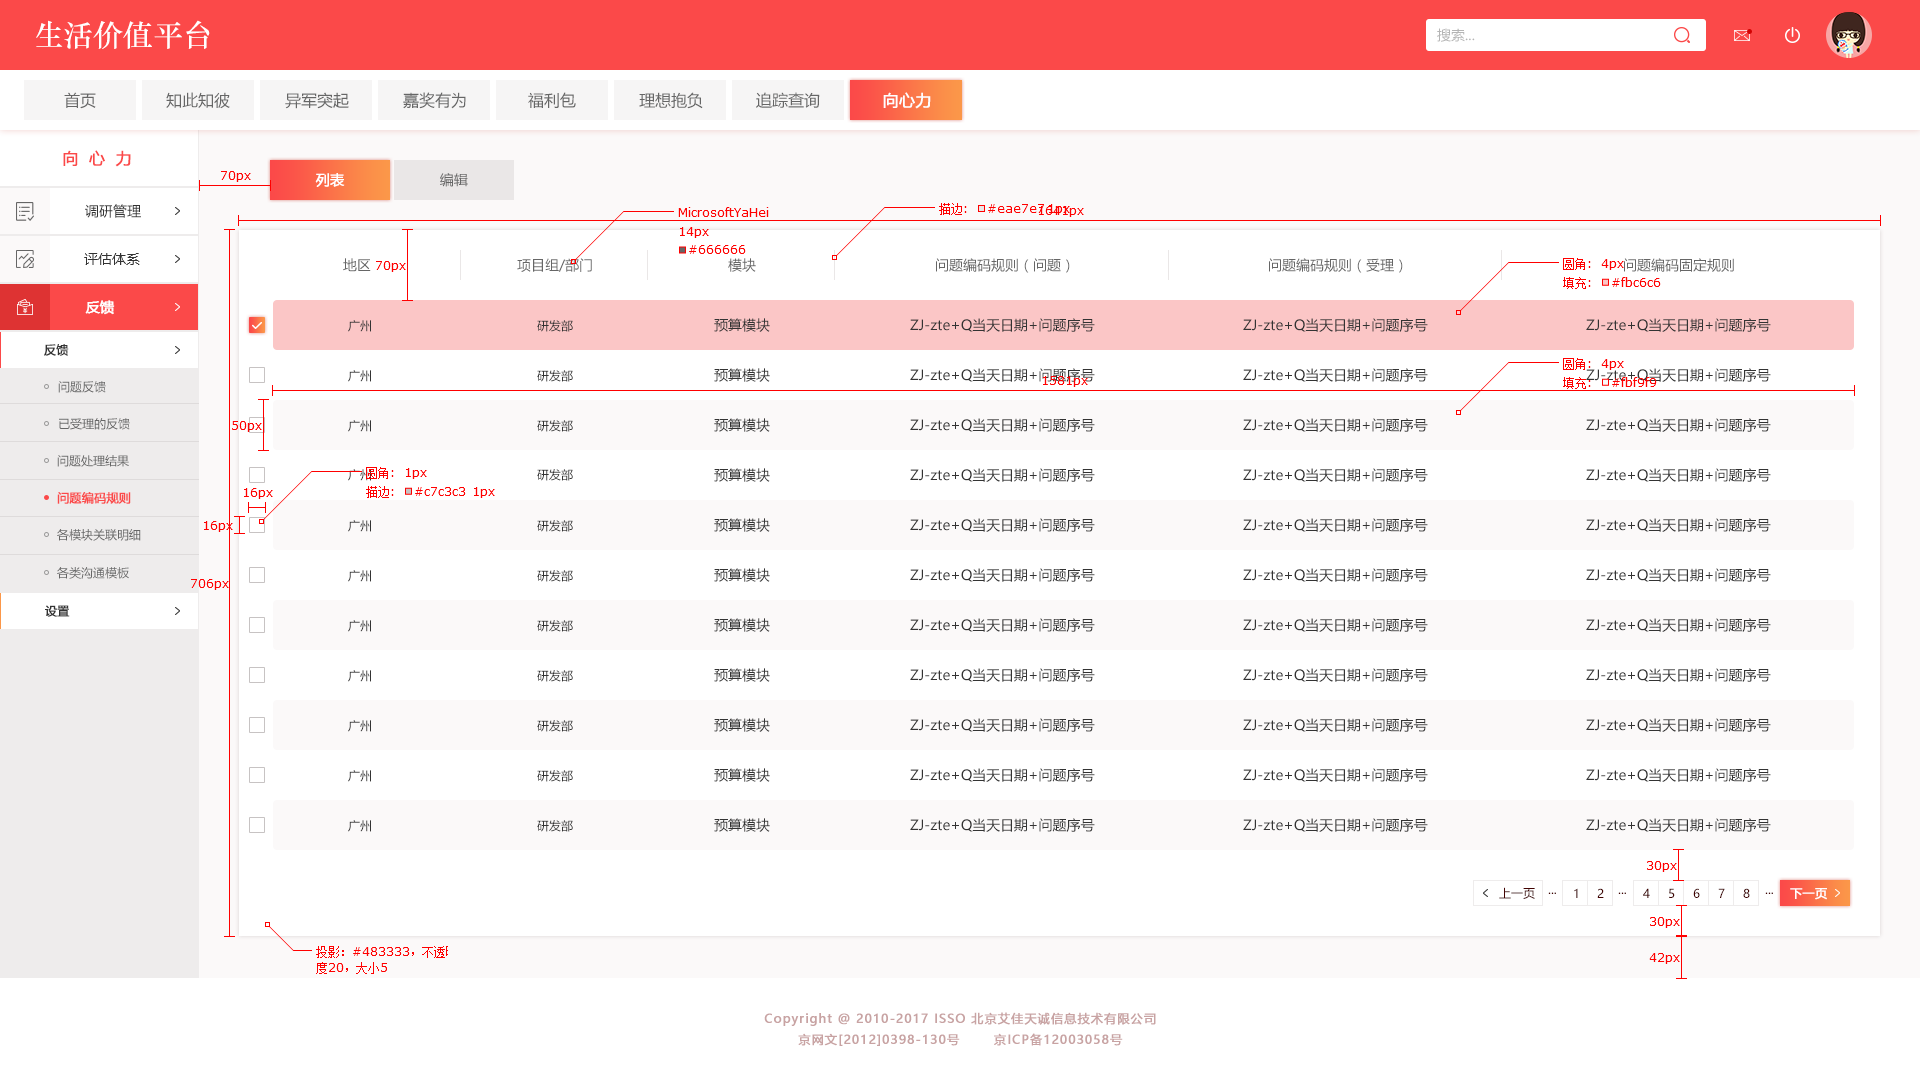 生活价值平台
搜索...
首页 知此知彼 异军突起 嘉奖有为 福利包 理想抱负 追踪查询 向心力
向 心 力
调研管理
评估体系
反馈
反馈
问题反馈
已受理的反馈
问题处理结果
问题编码规则
各模块关联明细
各类沟通模板
设置
70px
列表 编辑
MicrosoftYaHei
14px
#666666
描边： #eae7e7 1px
1641px
地区 70px 项目组/部门 模块 问题编码规则（问题） 问题编码规则（受理） 问题编码固定规则
圆角： 4px
填充： #fbc6c6
广州 研发部 预算模块 ZJ-zte+Q当天日期+问题序号 ZJ-zte+Q当天日期+问题序号 ZJ-zte+Q当天日期+问题序号
圆角： 4px
填充： #fbf9f9
广州 研发部 预算模块 ZJ-zte+Q当天日期+问题序号 ZJ-zte+Q当天日期+问题序号 ZJ-zte+Q当天日期+问题序号
1581px
50px
广州 研发部 预算模块 ZJ-zte+Q当天日期+问题序号 ZJ-zte+Q当天日期+问题序号 ZJ-zte+Q当天日期+问题序号
圆角： 1px
描边： #c7c3c3 1px
广州 研发部 预算模块 ZJ-zte+Q当天日期+问题序号 ZJ-zte+Q当天日期+问题序号 ZJ-zte+Q当天日期+问题序号
16px
16px
广州 研发部 预算模块 ZJ-zte+Q当天日期+问题序号 ZJ-zte+Q当天日期+问题序号 ZJ-zte+Q当天日期+问题序号
706px
广州 研发部 预算模块 ZJ-zte+Q当天日期+问题序号 ZJ-zte+Q当天日期+问题序号 ZJ-zte+Q当天日期+问题序号
广州 研发部 预算模块 ZJ-zte+Q当天日期+问题序号 ZJ-zte+Q当天日期+问题序号 ZJ-zte+Q当天日期+问题序号
广州 研发部 预算模块 ZJ-zte+Q当天日期+问题序号 ZJ-zte+Q当天日期+问题序号 ZJ-zte+Q当天日期+问题序号
广州 研发部 预算模块 ZJ-zte+Q当天日期+问题序号 ZJ-zte+Q当天日期+问题序号 ZJ-zte+Q当天日期+问题序号
广州 研发部 预算模块 ZJ-zte+Q当天日期+问题序号 ZJ-zte+Q当天日期+问题序号 ZJ-zte+Q当天日期+问题序号
广州 研发部 预算模块 ZJ-zte+Q当天日期+问题序号 ZJ-zte+Q当天日期+问题序号 ZJ-zte+Q当天日期+问题序号
30px
上一页 ... 1 2 ... 4 5 6 7 8 ... 下一页
30px
42px
投影：#483333，不透
度20，大小5
Copyright @ 2010-2017 ISSO 北京艾佳天诚信息技术有限公司
京网文[2012]0398-130号 京ICP备12003058号